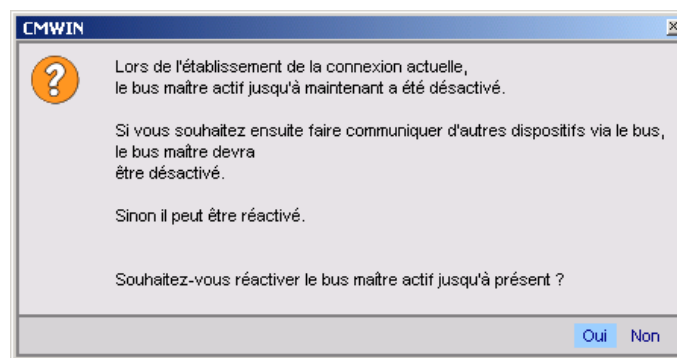 CMWIN
Lors de l'établissement de la connexion actuelle,
le bus maître actif jusqu'à maintenant a été désactivé.
Si vous souhaitez ensuite faire communiquer d'autres dispositifs via le bus,
le bus maître devra
être désactivé.
Sinon il peut être réactivé.
Souhaitez-vous réactiver le bus maître actif jusqu'à présent ?
Oui Non